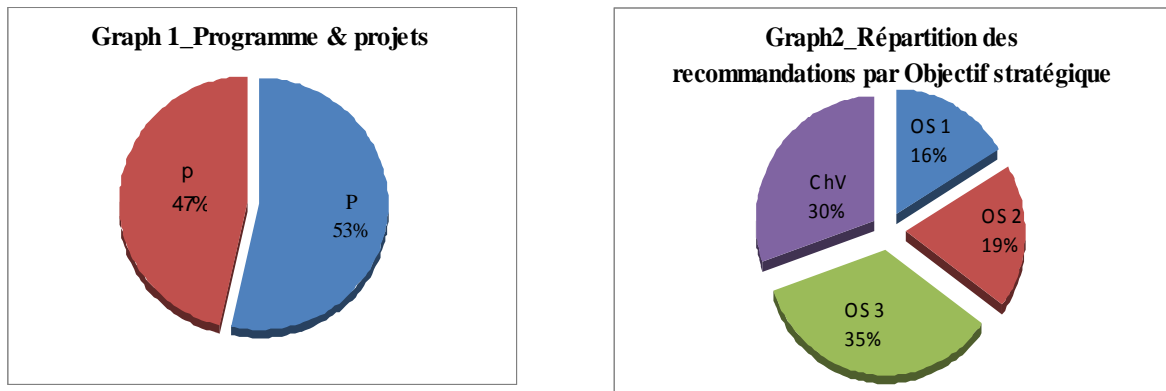 Graph 1_Programme & projets
p
47%
P
53%
Graph2_Répartition des
recommandations par Objectif stratégique
OS 1
16%
ChV
30%
OS 2
19%
OS 3
35%